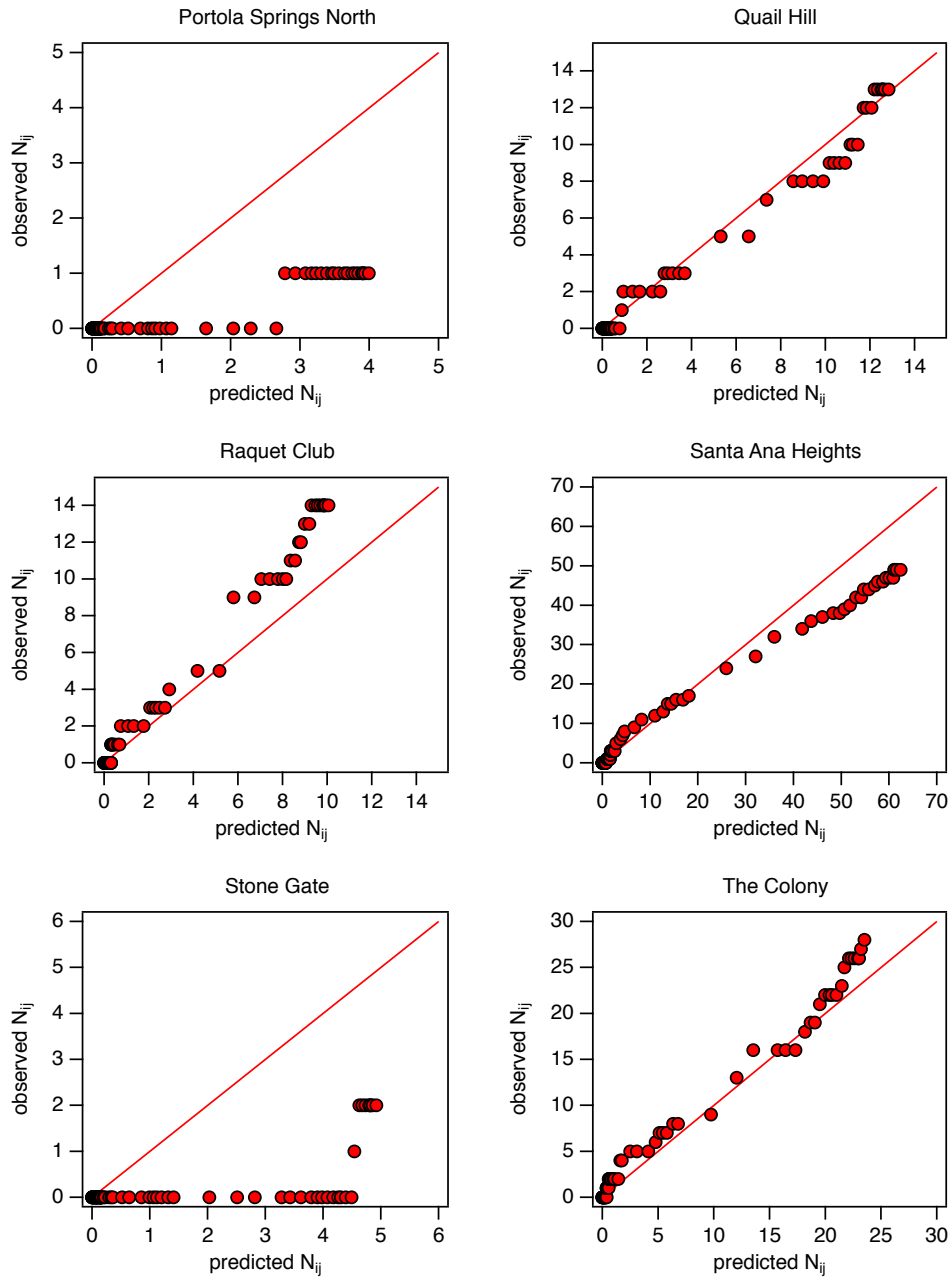 Portola Springs North
5
4
3
2
1
0
observed Nij
0 1 2 3 4 5
predicted Nij
Quail Hill
14
12
10
8
6
4
2
0
observed Nij
0 2 4 6 8 10 12 14
predicted Nij
Raquet Club
14
12
10
8
6
4
2
0
observed Nij
0 2 4 6 8 10 12 14
predicted Nij
Santa Ana Heights
70
60
50
40
30
20
10
0
observed Nij
0 10 20 30 40 50 60 70
predicted Nij
Stone Gate
6
5
4
3
2
1
0
observed Nij
0 1 2 3 4 5 6
predicted Nij
The Colony
30
25
20
15
10
5
0
observed Nij
0 5 10 15 20 25 30
predicted Nij